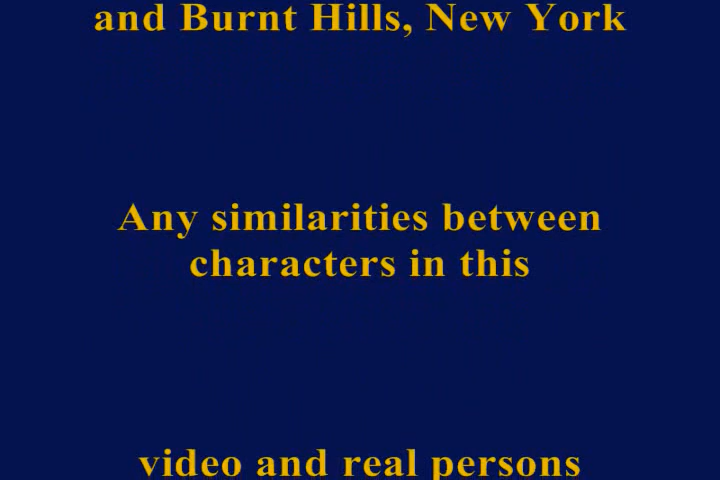 and Burnt Hills, New York
Any similarities between
characters in this
video and real persons